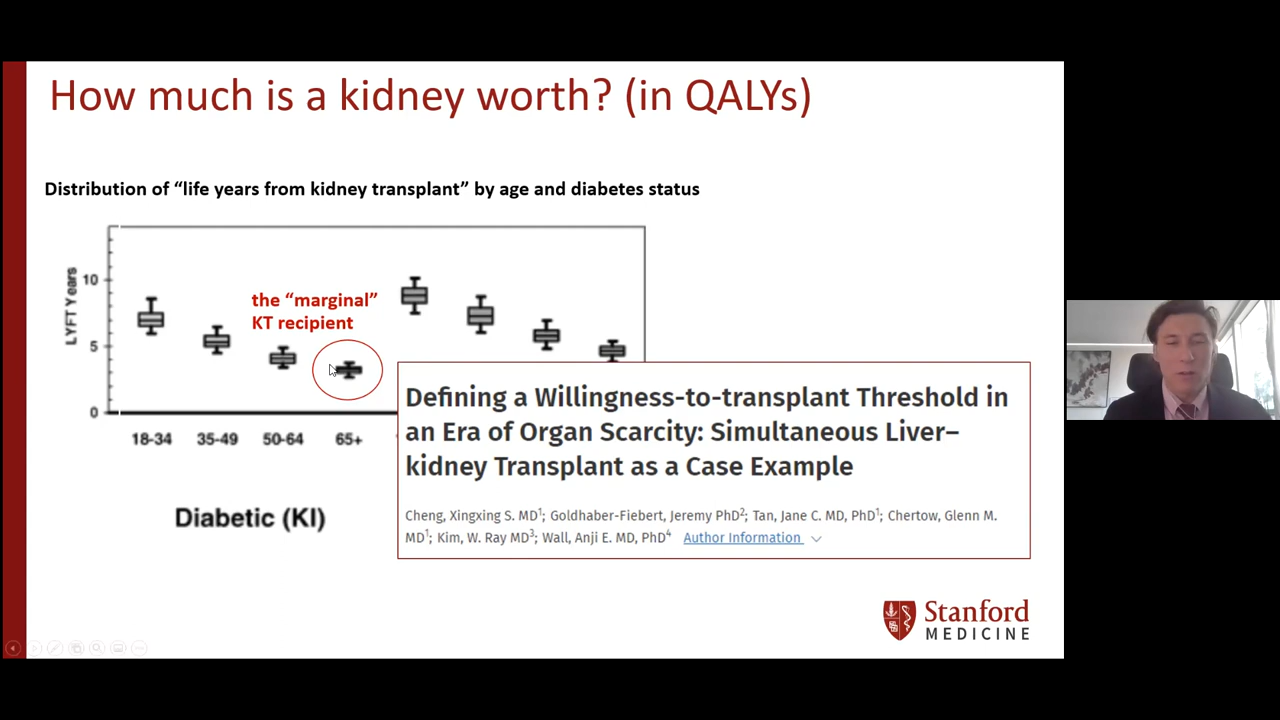 How much is a kidney worth? (in QALYs)
Distribution of “life years from kidney transplant” by age and diabetes status
LYFT Years
10
5
0
the “marginal”
KT recipient
18-34 35-49 50-64 65+
Diabetic (KI)
Defining a Willingness-to-transplant Threshold in
an Era of Organ Scarcity: Simultaneous Liver–
kidney Transplant as a Case Example
Cheng, Xingxing S. MD1; Goldhaber-Fiebert, Jeremy PhD2; Tan, Jane C. MD, PhD1; Chertow, Glenn M.
MD1; Kim, W. Ray MD3; Wall, Anji E. MD, PhD4 Author Information
Stanford
MEDICINE